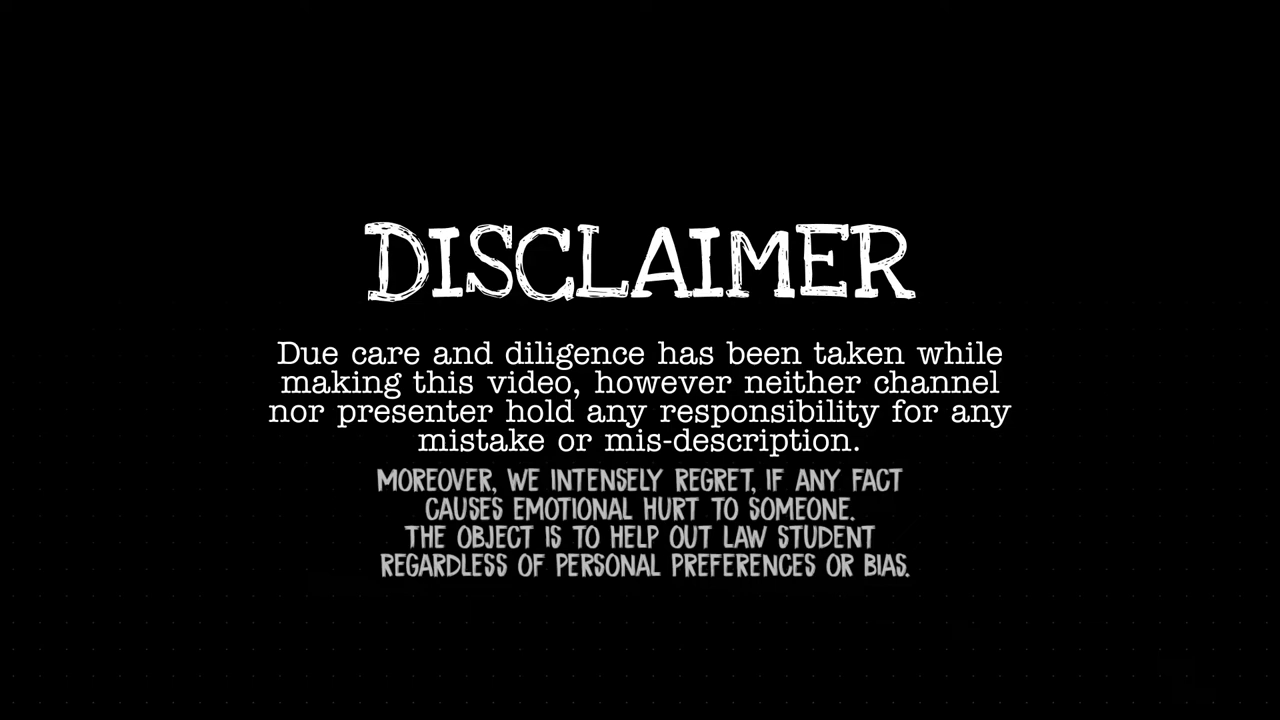 DISCLAIMER
Due care and diligence has been taken while
making this video, however neither channel
nor presenter hold any responsibility for any
mistake or mis-description.
MOREOVER, WE INTENSELY REGRET, IF ANY FACT
CAUSES EMOTIONAL HURT TO SOMEONE.
THE OBJECT IS TO HELP OUT LAW STUDENT
REGARDLESS OF PERSONAL PREFERENCES OR BIAS.